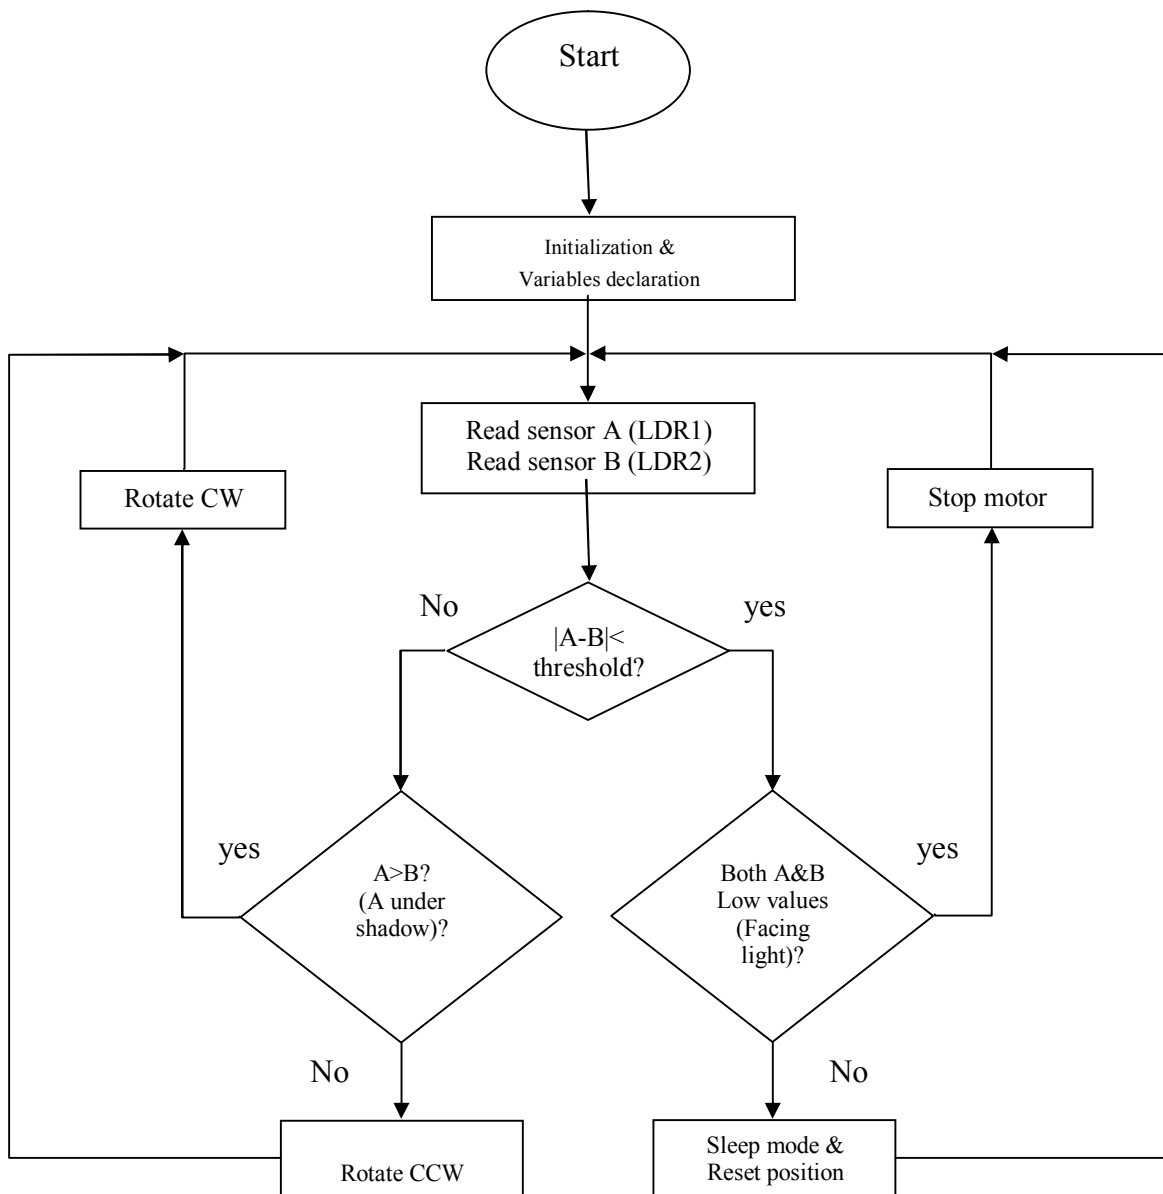 Start
Initialization &
Variables declaration
Read sensor A (LDR1)
Read sensor B (LDR2)
Rotate CW
Stop motor
No
yes
|A-B|<
threshold?
yes
A>B?
(A under
shadow)?
Both A&B
Low values
(Facing
light)?
yes
No
No
Rotate CCW
Sleep mode &
Reset position